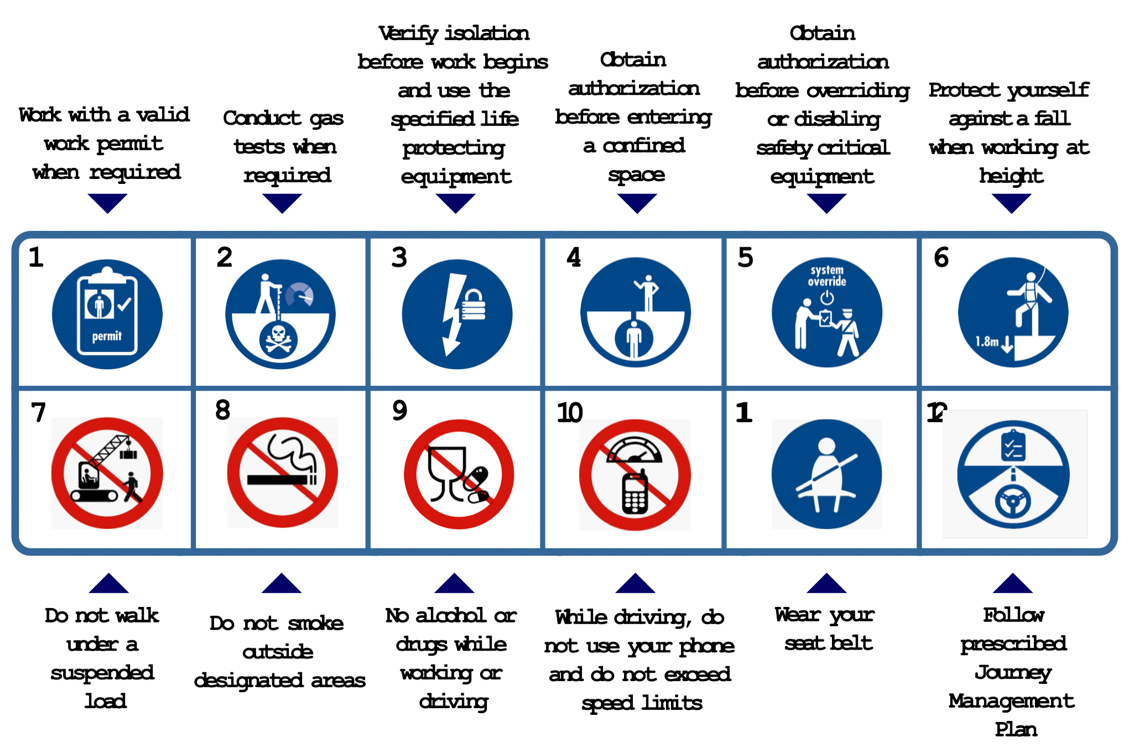 Work with a valid
work permit
when required
Conduct gas
tests when
required
Verify isolation
before work begins
and use the
specified life
protecting
equipment
Obtain
authorization
before entering
a confined
space
Obtain
authorization
before overriding
or disabling
safety critical
equipment
Protect yourself
against a fall
when working at
height
1
permit
2
3
4
5
system
override
6
1.8m
7
8
9
10
11
12
Do not walk
under a
suspended
load
Do not smoke
outside
designated areas
No alcohol or
drugs while
working or
driving
While driving, do
not use your phone
and do not exceed
speed limits
Wear your
seat belt
Follow
prescribed
Journey
Management
Plan